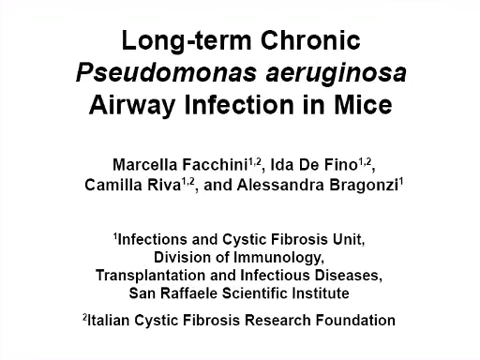 Long-term Chronic
Pseudomonas aeruginosa
Airway Infection in Mice
Marcella Facchini1,2, Ida De Fino1,2,
Camilla Riva1,2, and Alessandra Bragonzi1
1Infections and Cystic Fibrosis Unit,
Division of Immunology,
Transplantation and Infectious Diseases,
San Raffaele Scientific Institute
2Italian Cystic Fibrosis Research Foundation